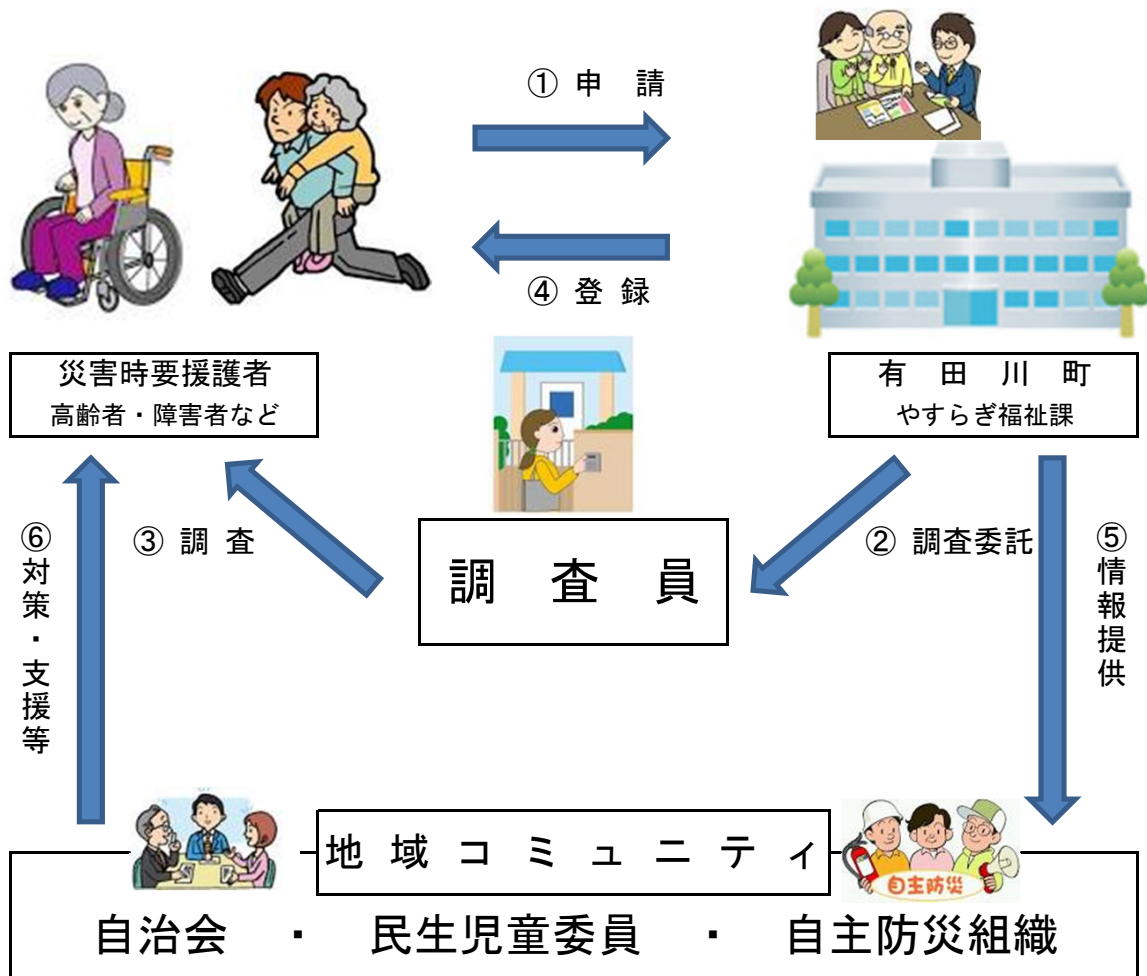 ① 申 請
④ 登 録
災害時要援護者
高齢者・障害者など
有 田 川 町
やすらぎ福祉課
⑥対策・支援等
③ 調 査
調 査 員
② 調査委託
⑤情報提供
地 域 コ ミ ュ ニ テ ィ
自主防災
自治会 ・ 民生児童委員 ・ 自主防災組織